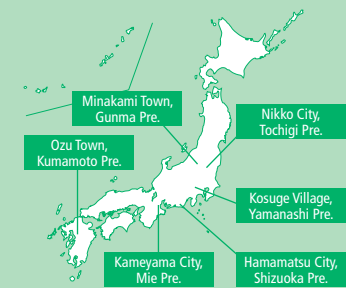 Minakami Town,
Gunma Pre.
Nikko City,
Tochigi Pre.
Ozu Town,
Kumamoto Pre.
Kosuge Village,
Yamanashi Pre.
Kameyama City,
Mie Pre.
Hamamatsu City,
Shizuoka Pre.